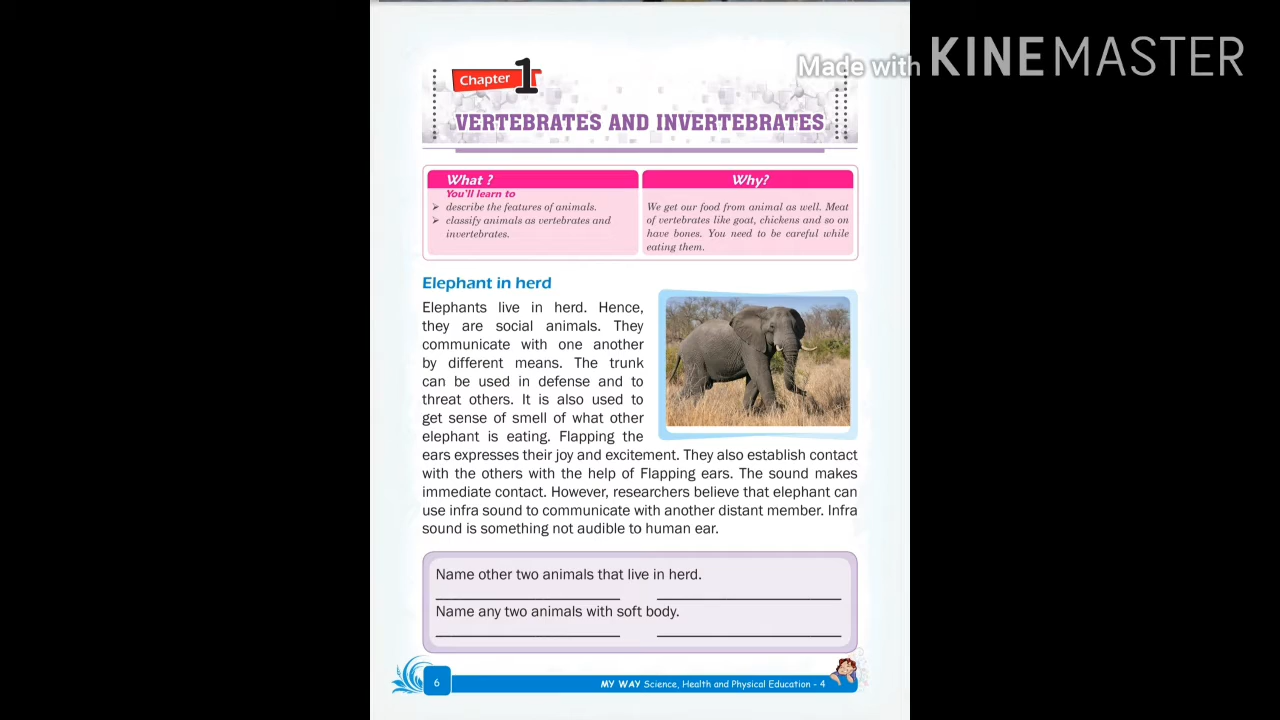 Made with KINEMASTER
Chapter 1
VERTEBRATES AND INVERTEBRATES
What ?
You'll learn to
➢ describe the features of animals.
➢ classify animals as vertebrates and
invertebrates.
Why?
We get our food from animal as well. Meat
of vertebrates like goat, chickens and so on
have bones. You need to be careful while
eating them.
Elephant in herd
Elephants live in herd. Hence,
they are social animals. They
communicate with one another
by different means. The trunk
can be used in defense and to
threat others. It is also used to
get sense of smell of what other
elephant is eating. Flapping the
ears expresses their joy and excitement. They also establish contact
with the others with the help of Flapping ears. The sound makes
immediate contact. However, researchers believe that elephant can
use infra sound to communicate with another distant member. Infra
sound is something not audible to human ear.
Name other two animals that live in herd.
Name any two animals with soft body.
6
MY WAY Science, Health and Physical Education - 4